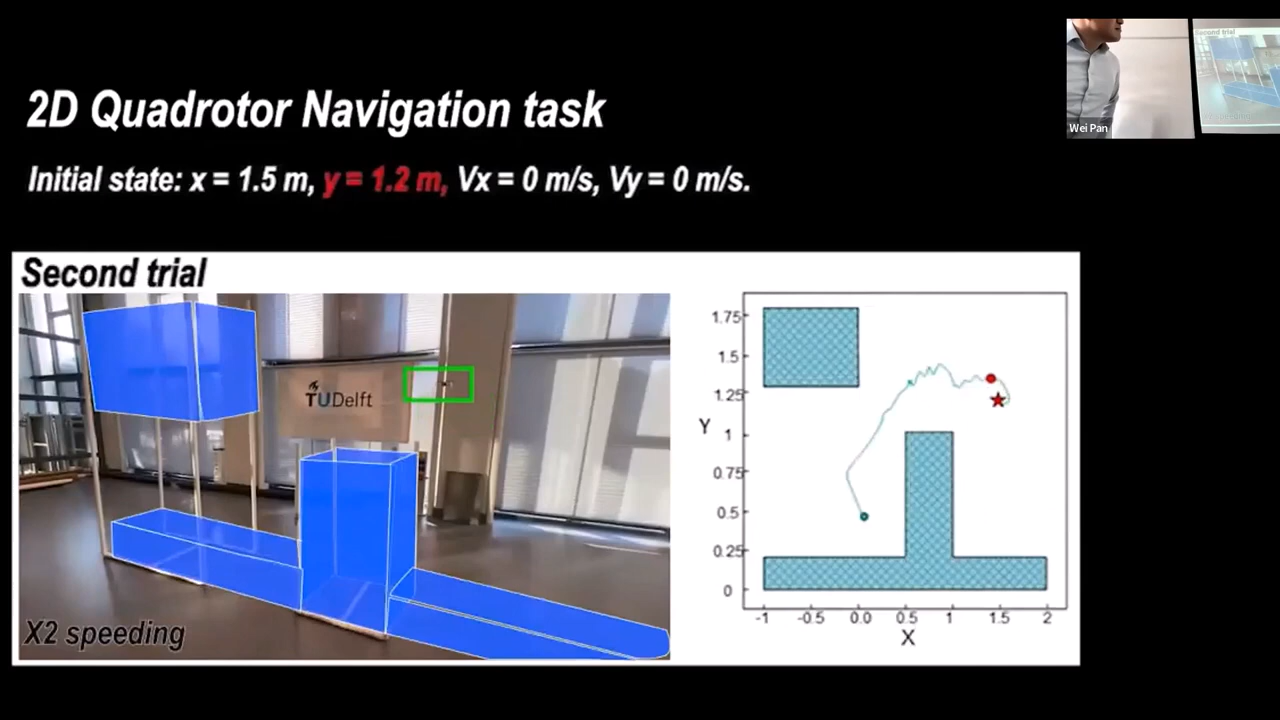 2D Quadrotor Navigation task
Initial state: x = 1.5 m, y = 1.2 m, Vx = 0 m/s, Vy = 0 m/s.
Wei Pan
Second trial
Second trial
TUDelft
X2 speeding
1.75
1.5
1.25
1
0.75
0.5
0.25
0
Y
-1 -0.5 0.0 0.5 1 1.5 2
X